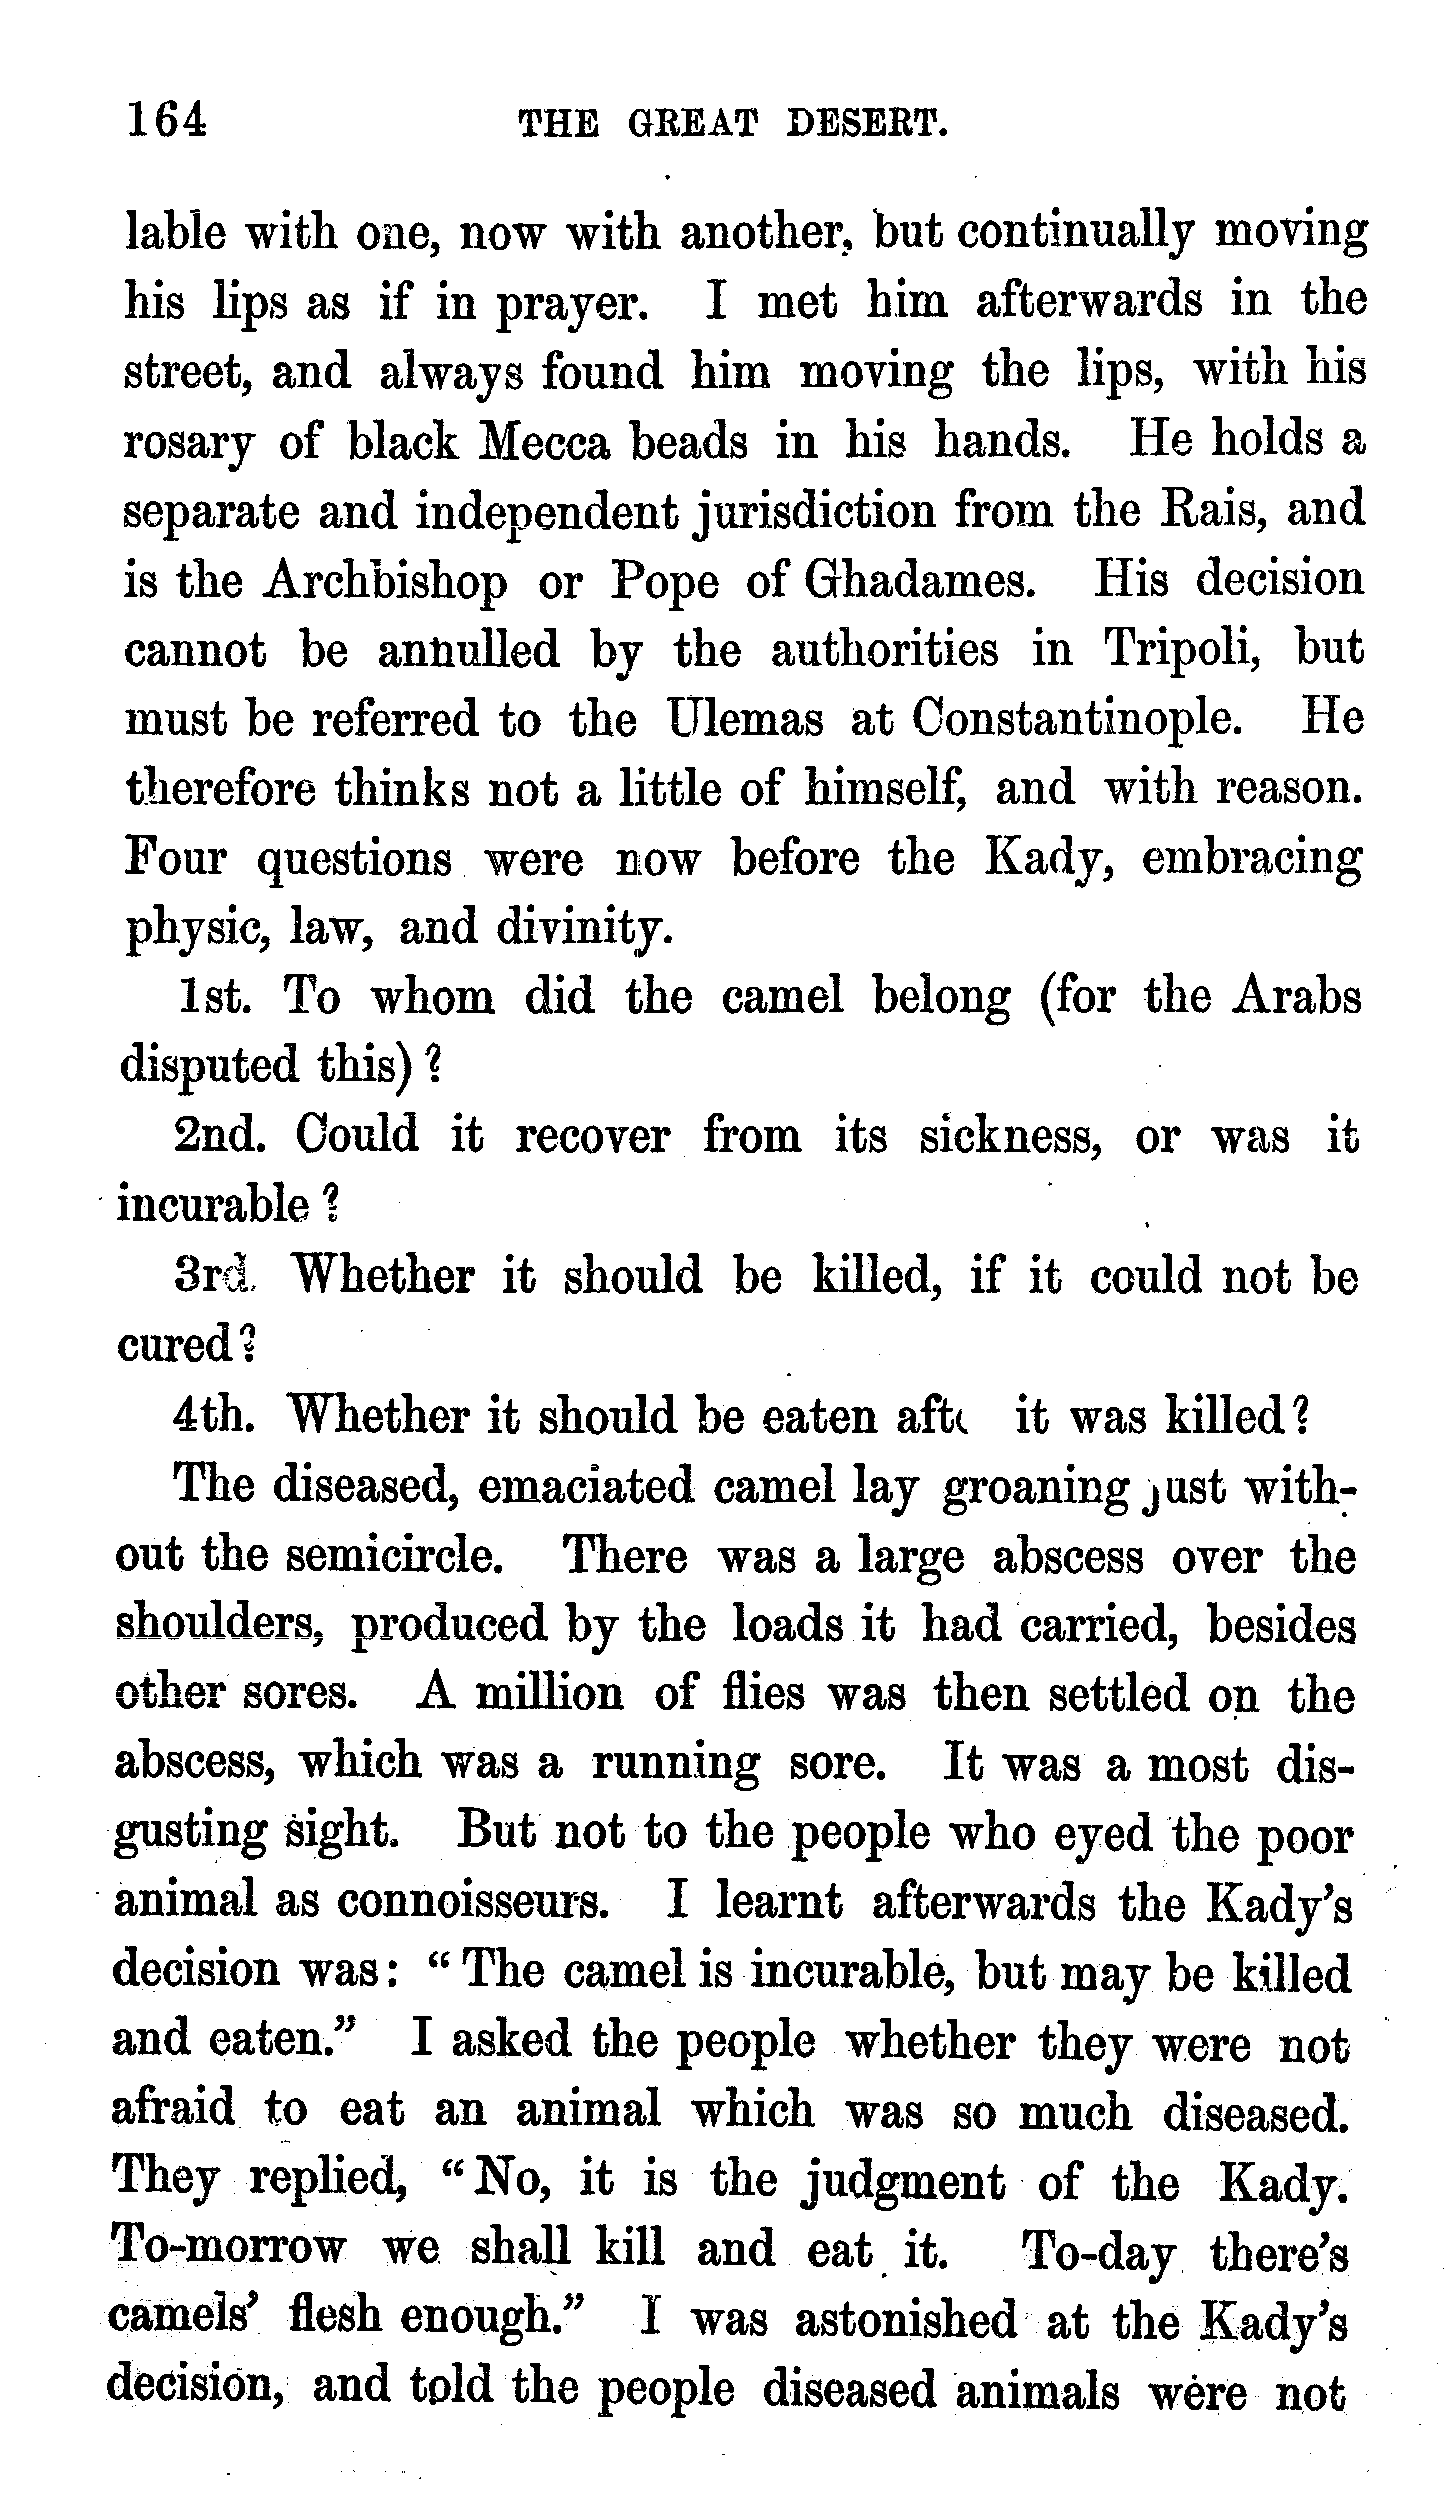 164 THE GREAT DESERT.
lable with one, now with another, but continually moving
his lips as if in prayer. I met him afterwards in the
street, and always found him moving the lips, with his
rosary of black Mecca beads in his hands. He holds a
separate and independent jurisdiction from the Rais, and
is the Archbishop or Pope of Ghadames. His decision
cannot be annulled by the authorities in Tripoli, but
must be referred to the Ulemas at Constantinople. He
therefore thinks not a little of himself, and with reason.
Four questions were now before the Kady, embracing
physic, law, and divinity.
1st. To whom did the camel belong (for the Arabs
disputed this)?
2nd. Could it recover from its sickness, or was it
incurable?
3rd. Whether it should be killed, if it could not be
cured?
4th. Whether it should be eaten aft it was killed?
The diseased, emaciated camel lay groaning just with-
out the semicircle. There was a large abscess over the
shoulders, produced by the loads it had carried, besides
other sores. A million of flies was then settled on the
abscess, which was a running sore. It was a most dis-
gusting sight. But not to the people who eyed the poor
animal as connoisseurs. I learnt afterwards the Kady's
decision was: "The camel is incurable, but may be killed
and eaten." I asked the people whether they were not
afraid to eat an animal which was so much diseased.
They replied, "No, it is the judgment of the Kady.
To-morrow we shall kill and eat it. To-day there's
camels' flesh enough." I was astonished at the Kady's
decision, and told the people diseased animals were not